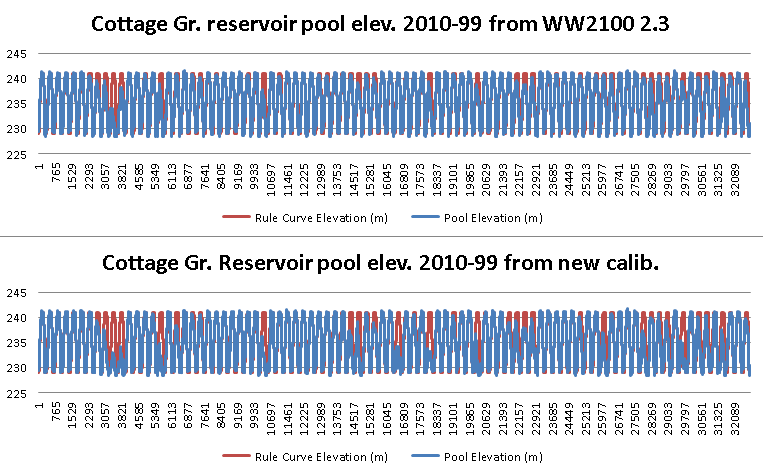 Cottage Gr. reservoir pool elev. 2010-99 from WW2100 2.3
245
240
235
230
225
1 765 1529 2293 3057 3821 4585 5349 6113 6877 7641 8405 9169 9933 10697 11461 12225 12989 13753 14517 15281 16045 16809 17573 18337 19101 19865 20629 21393 22157 22921 23685 24449 25213 25977 26741 27505 28269 29033 29797 30561 31325 32089
Rule Curve Elevation (m) Pool Elevation (m)
Cottage Gr. Reservoir pool elev. 2010-99 from new calib.
245
240
235
230
225
1 765 1529 2293 3057 3821 4585 5349 6113 6877 7641 8405 9169 9933 10697 11461 12225 12989 13753 14517 15281 16045 16809 17573 18337 19101 19865 20629 21393 22157 22921 23685 24449 25213 25977 26741 27505 28269 29033 29797 30561 31325 32089
Rule Curve Elevation (m) Pool Elevation (m)